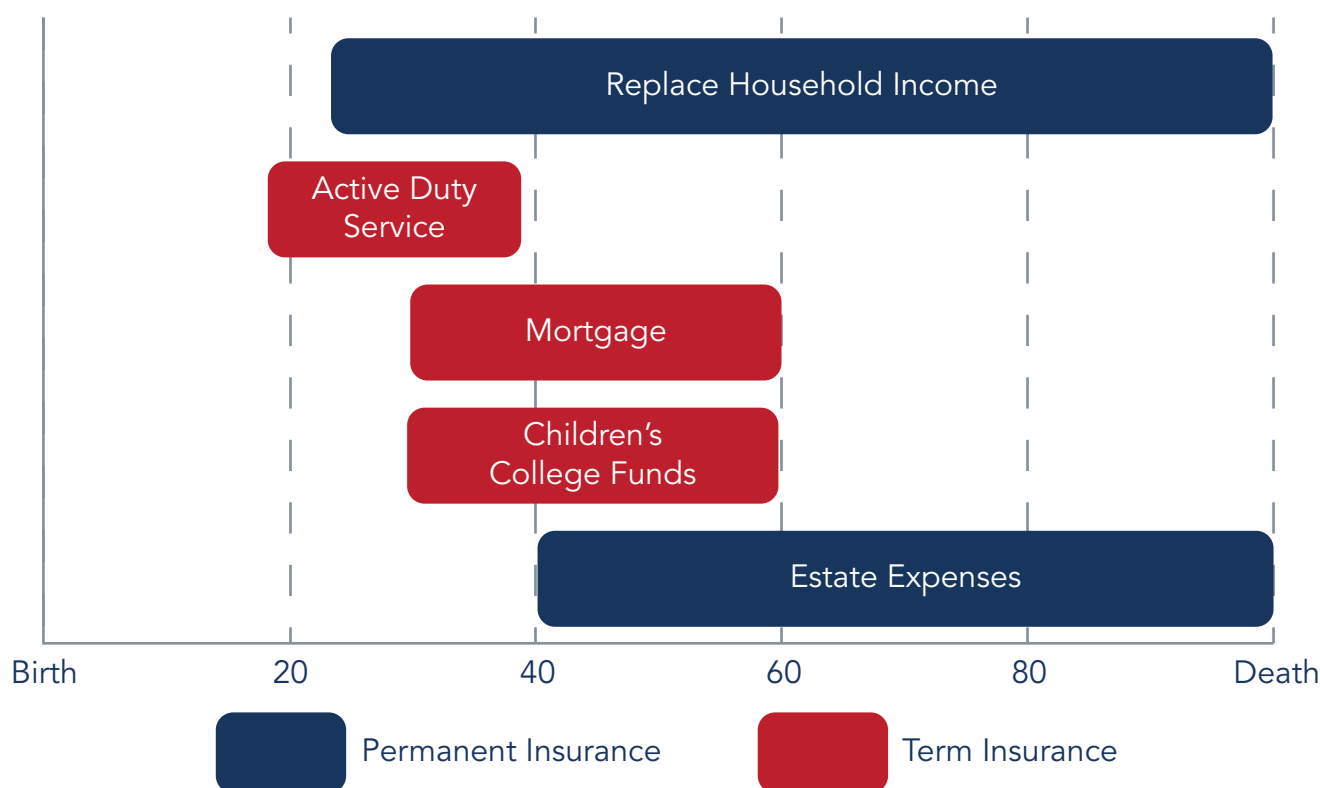 Replace Household Income
Active Duty
Service
Mortgage
Children’s
College Funds
Estate Expenses
Birth 20 40 60 80 Death
Permanent Insurance Term Insurance